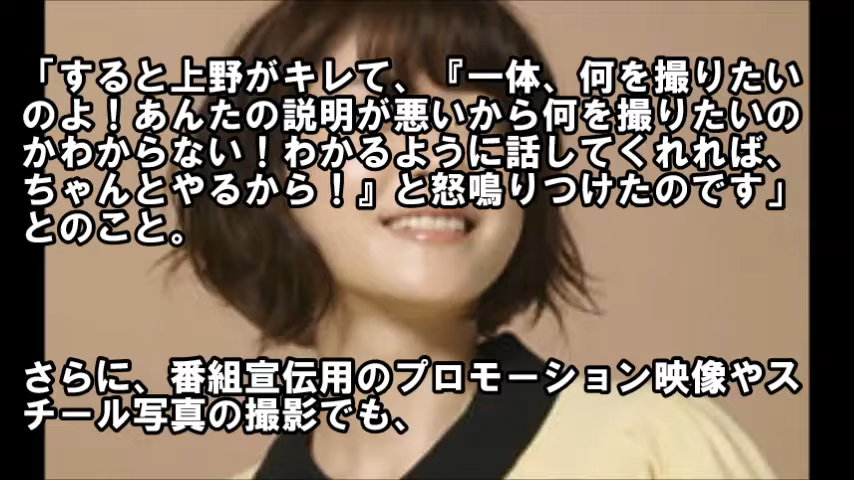 「すると上野がキレて、『一体、何を撮りたい
のよ！あんたの説明が悪いから何を撮りたいの
かわからない！わかるように話してくれれば、
ちゃんとやるから！』と怒鳴りつけたのです」
とのこと。
さらに、番組宣伝用のプロモーション映像やス
チール写真の撮影でも、